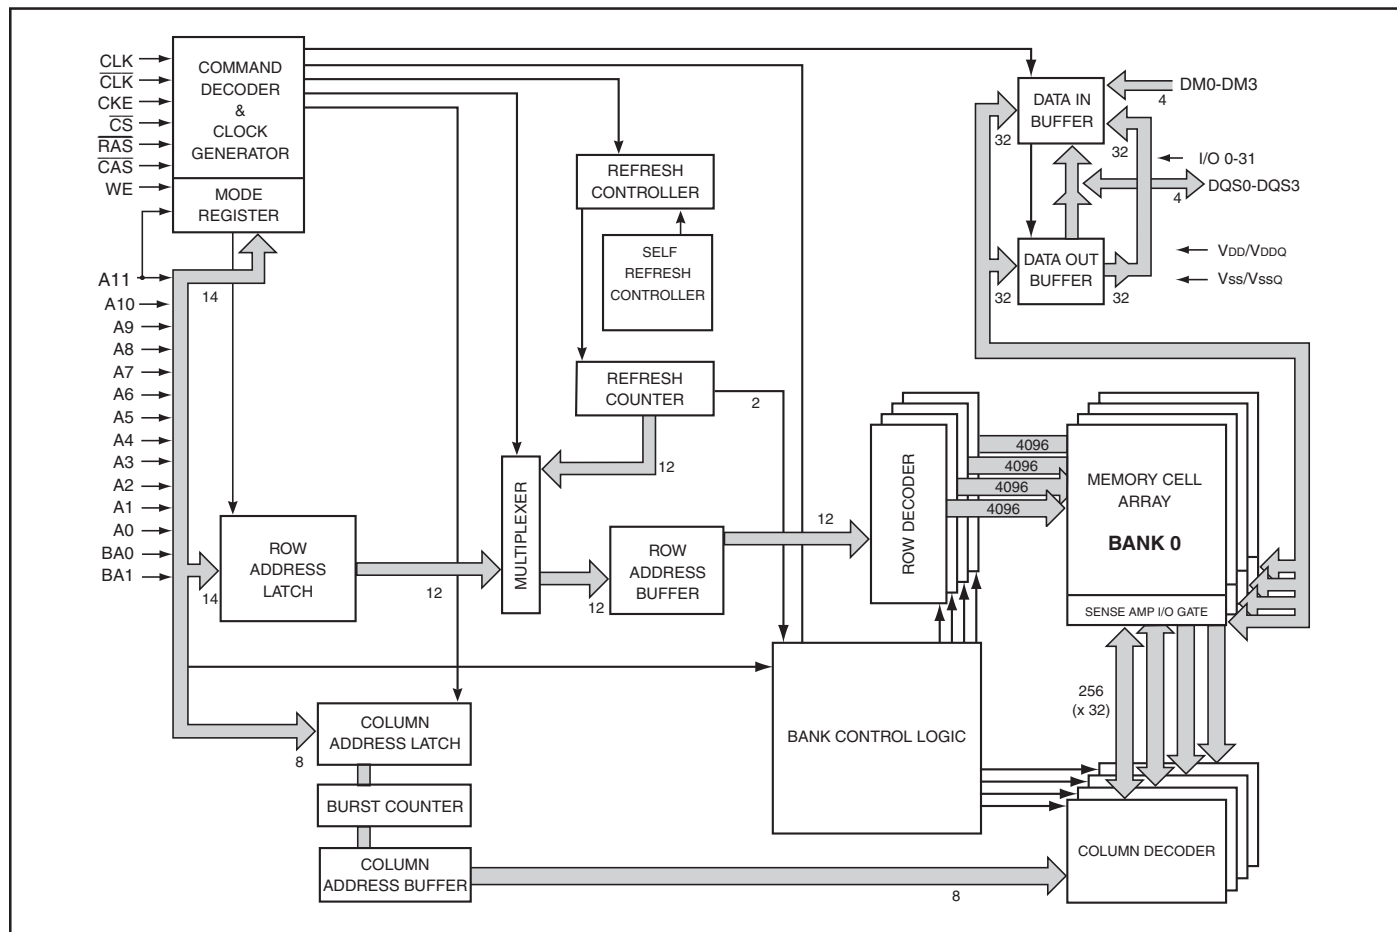 CLK
CLK
CKE
CS
RAS
CAS
WE
A11
A10
A9
A8
A7
A6
A5
A4
A3
A2
A1
A0
BA0
BA1
COMMAND
DECODER
&
CLOCK
GENERATOR
MODE
REGISTER
14
14
ROW
ADDRESS
LATCH
12
REFRESH
CONTROLLER
SELF
REFRESH
CONTROLLER
REFRESH
COUNTER
2
12
MULTIPLEXER
12
ROW
ADDRESS
BUFFER
12
ROW DECODER
4096
4096
4096
4096
MEMORY CELL
ARRAY
BANK 0
SENSE AMP I/O GATE
DATA IN
BUFFER
DM0-DM3
4
32
32
I/O 0-31
DQS0-DQS3
4
DATA OUT
BUFFER
32
32
VDD/VDDQ
Vss/VssQ
256
(x 32)
BANK CONTROL LOGIC
COLUMN
ADDRESS LATCH
8
BURST COUNTER
COLUMN
ADDRESS BUFFER
8
COLUMN DECODER